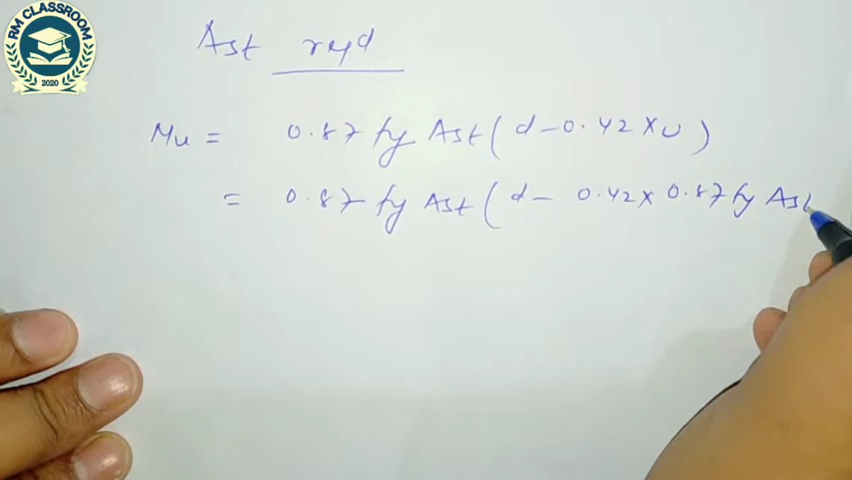 RM CLASSROOM
2020
Ast reqd
Mu = 0.87 fy Ast ( d - 0.42 xu )
= 0.87 fy Ast ( d - 0.42 x 0.87 fy Ast